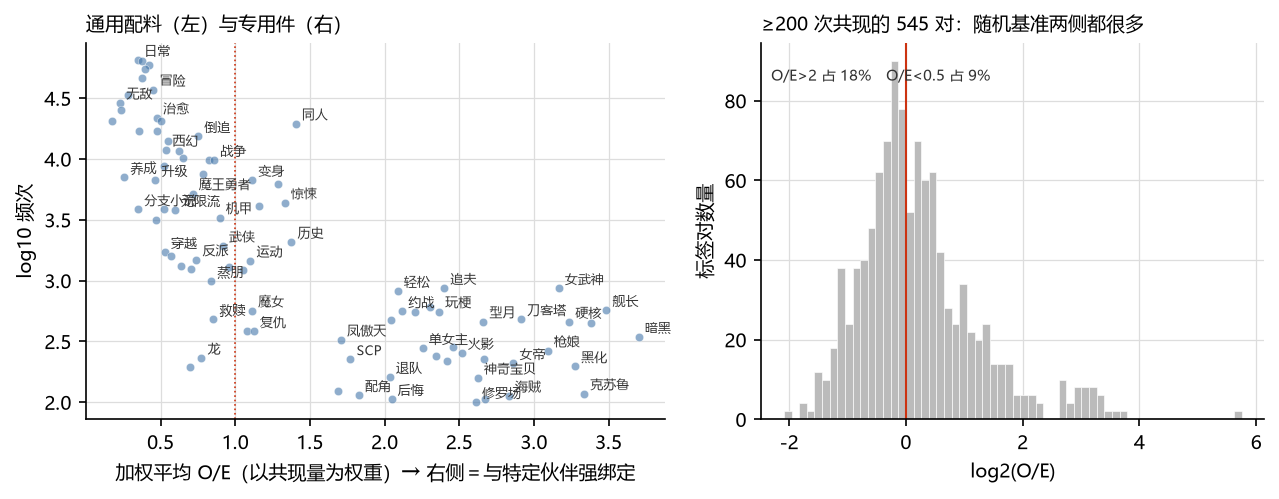 通用配料（左）与专用件（右）
日常
冒险
无敌
治愈
同人
倒追
西幻
战争
养成
升级
变身
魔王勇者
惊悚
分支小说
无限流
机甲
武侠
历史
穿越
反派
运动
蒸朋
轻松
追夫
女武神
救赎
魔女
约战
玩梗
舰长
复仇
型月
刀客塔
硬核
凤傲天
暗黑
龙
SCP
单女主
火影
枪娘
女帝
黑化
退队
神奇宝贝
配角
后悔
修罗场
海贼
克苏鲁
4.5
4.0
3.5
3.0
2.5
2.0
log10 频次
0.5 1.0 1.5 2.0 2.5 3.0 3.5
加权平均 O/E（以共现量为权重）→ 右侧＝与特定伙伴强绑定
≥200 次共现的 545 对：随机基准两侧都很多
O/E>2 占 18%
O/E<0.5 占 9%
80
60
40
20
0
标签对数量
-2 0 2 4 6
log2(O/E)